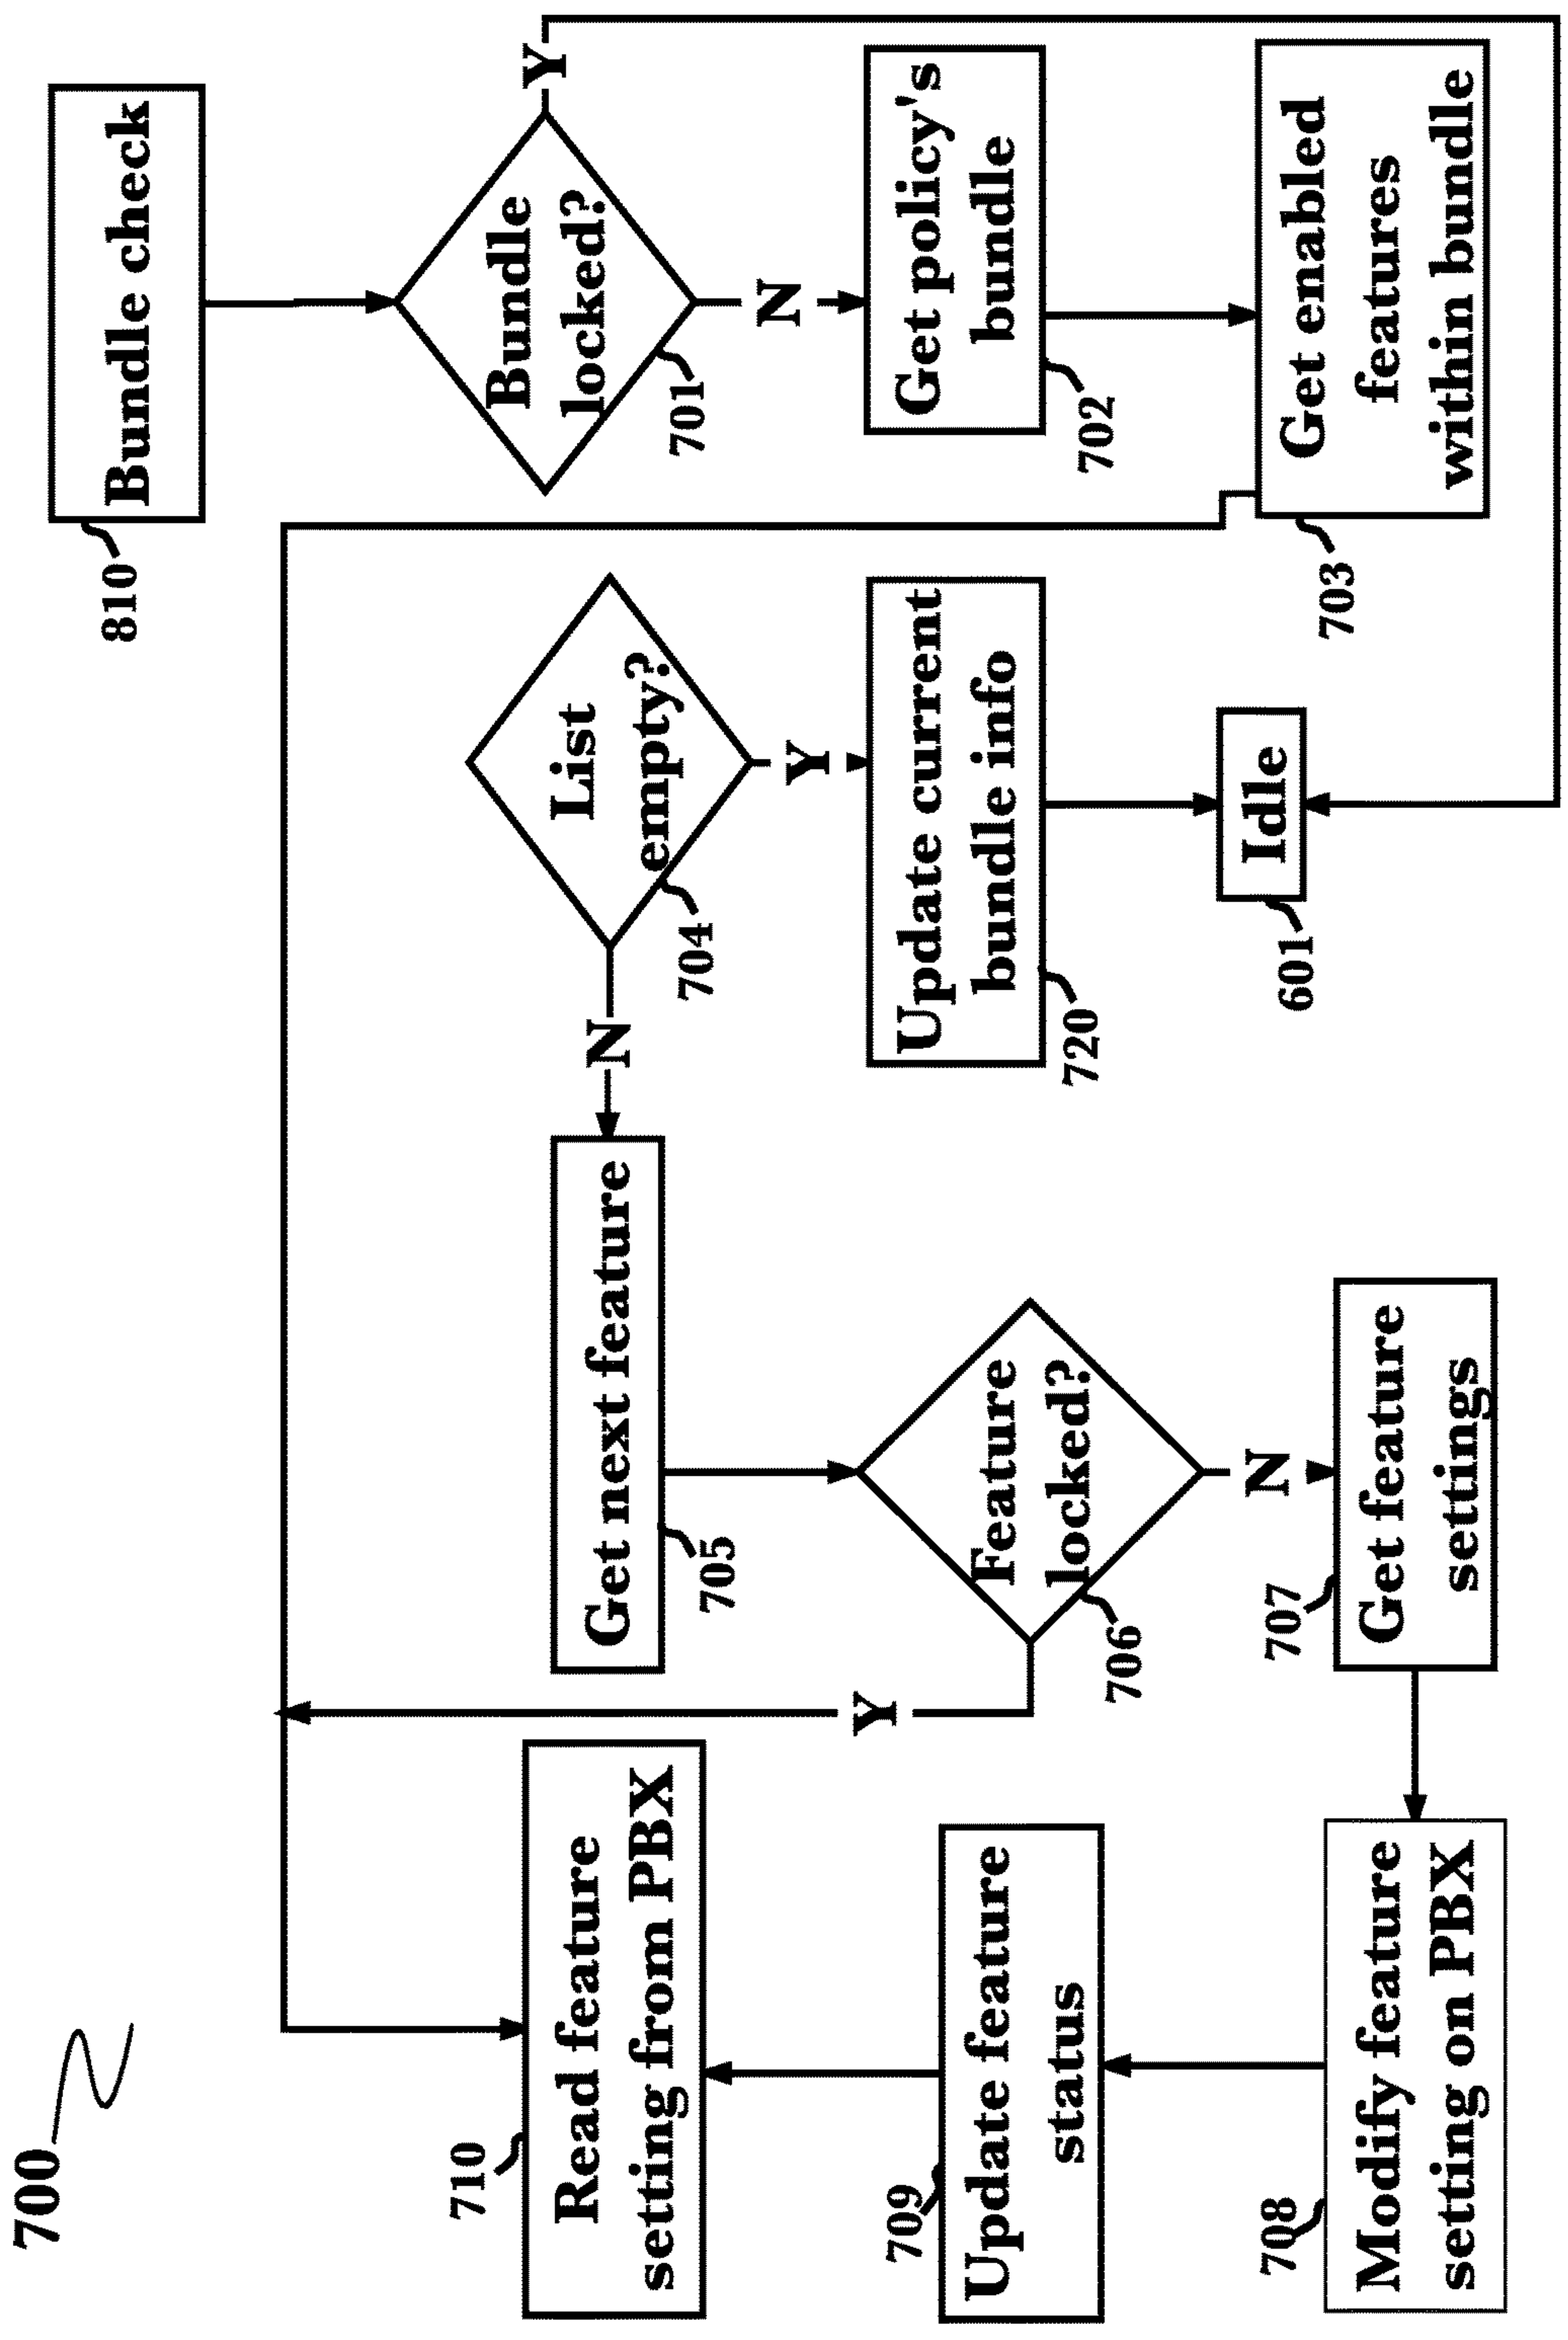 700
Bundle check
810
Bundle
locked?
701
Y
N
Get policy's
bundle
702
Get enabled
features
within bundle
703
List
empty?
704
Y
N
Update current
bundle info
720
Idle
601
Get next feature
705
Feature
locked?
706
Y
N
Get feature
settings
707
Modify feature
setting on PBX
708
Update feature
status
709
Read feature
setting from PBX
710